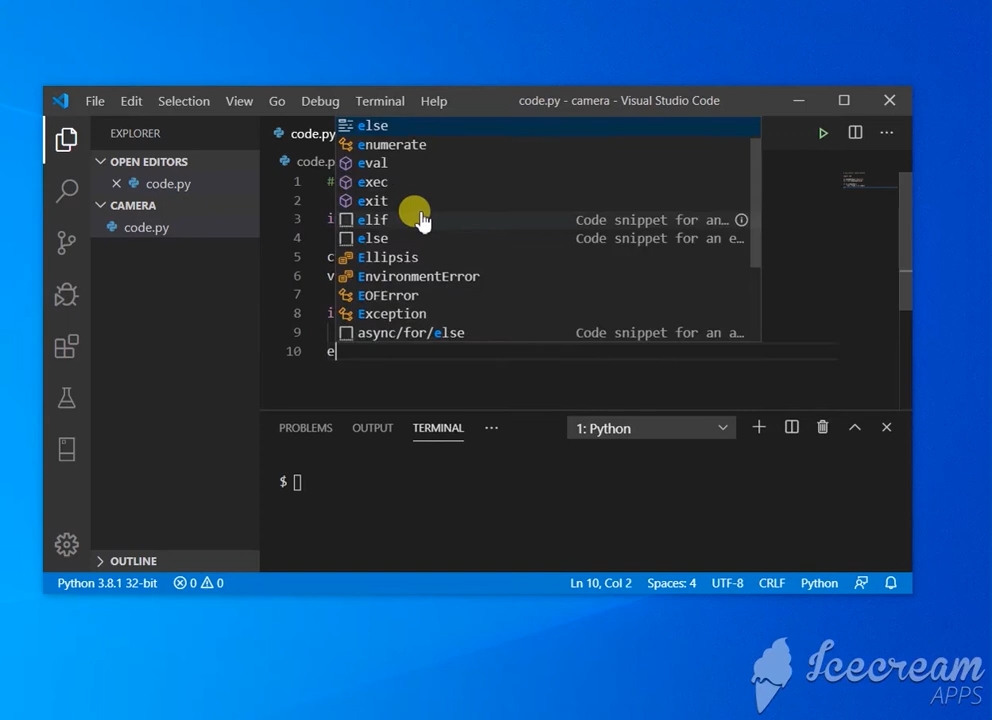 File Edit Selection View Go Debug Terminal Help code.py - camera - Visual Studio Code
EXPLORER
OPEN EDITORS
code.py
CAMERA
code.py
OUTLINE
code.py
code.p
1 #
2
3 i
4
5 c
6 v
7
8 i
9
10 e
else
enumerate
eval
exec
exit
elif Code snippet for an...
else Code snippet for an e...
Ellipsis
EnvironmentError
EOFError
Exception
async/for/else Code snippet for an a...
PROBLEMS OUTPUT TERMINAL ... 1: Python
$
Python 3.8.1 32-bit 0 0 Ln 10, Col 2 Spaces: 4 UTF-8 CRLF Python
Icecream
APPS